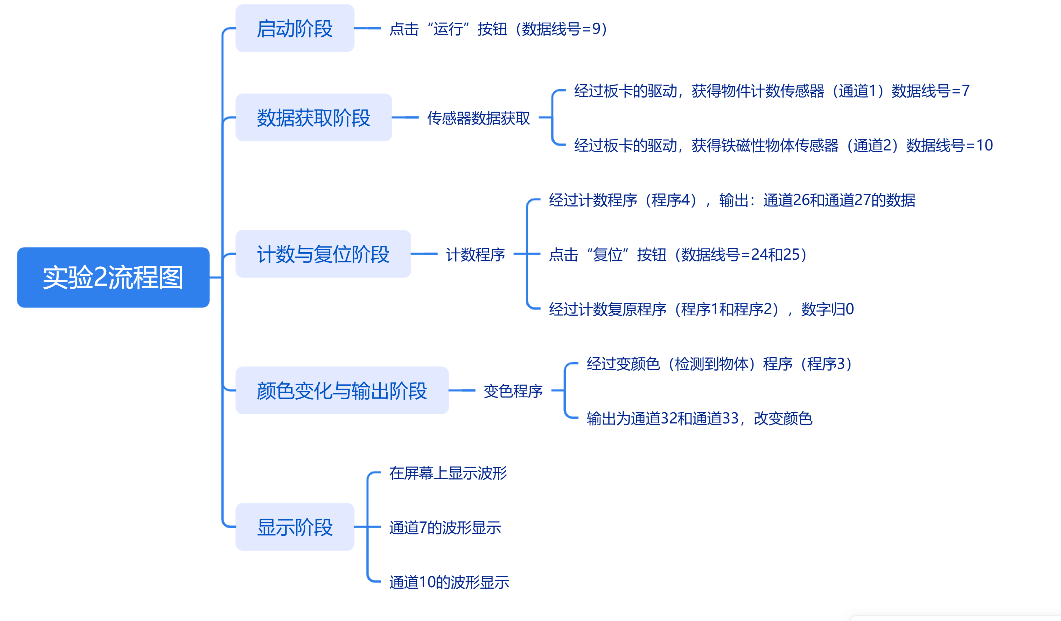 启动阶段
点击“运行”按钮（数据线号=9）
经过板卡的驱动，获得物件计数传感器（通道1）数据线号=7
数据获取阶段
传感器数据获取
经过板卡的驱动，获得铁磁性物体传感器（通道2）数据线号=10
经过计数程序（程序4），输出：通道26和通道27的数据
计数与复位阶段
计数程序
点击“复位”按钮（数据线号=24和25）
实验2流程图
经过计数复原程序（程序1和程序2），数字归0
经过变颜色（检测到物体）程序（程序3）
颜色变化与输出阶段
变色程序
输出为通道32和通道33，改变颜色
在屏幕上显示波形
显示阶段
通道7的波形显示
通道10的波形显示